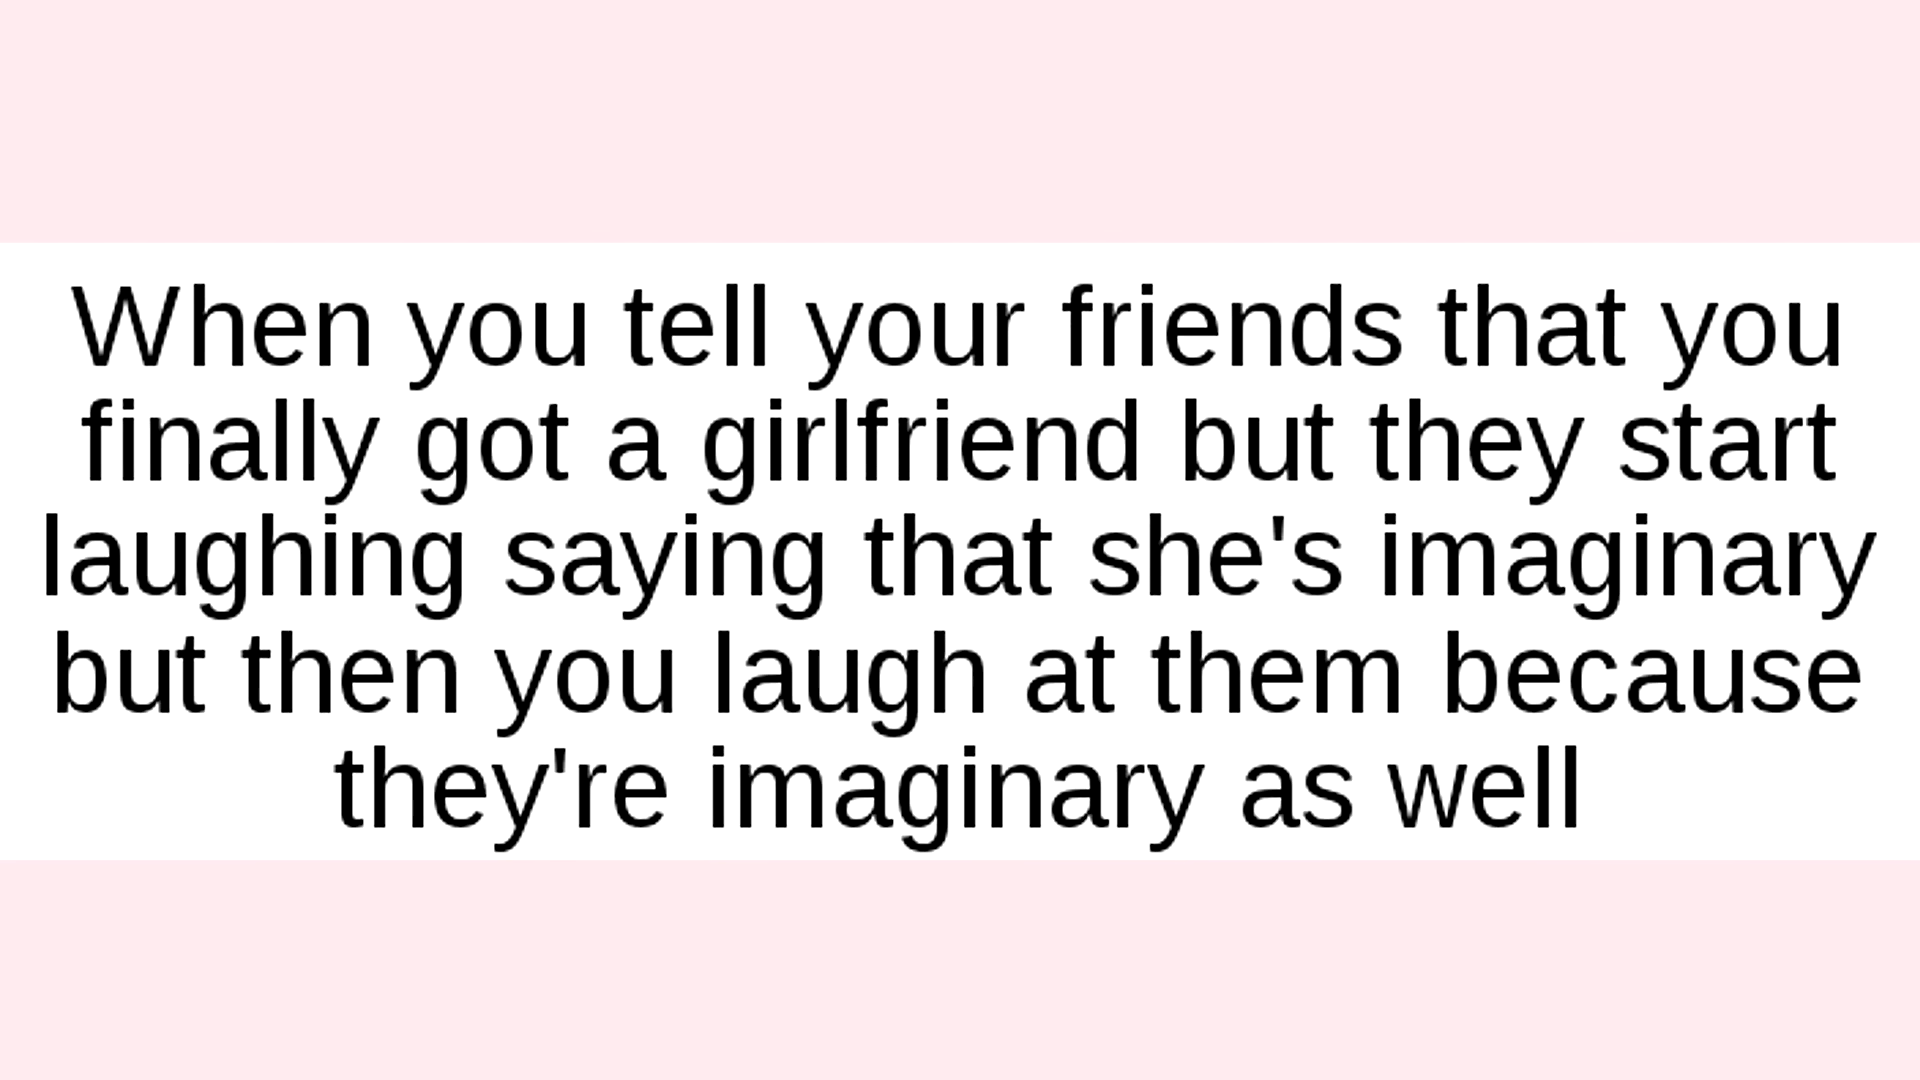 When you tell your friends that you
finally got a girlfriend but they start
laughing saying that she's imaginary
but then you laugh at them because
they're imaginary as well